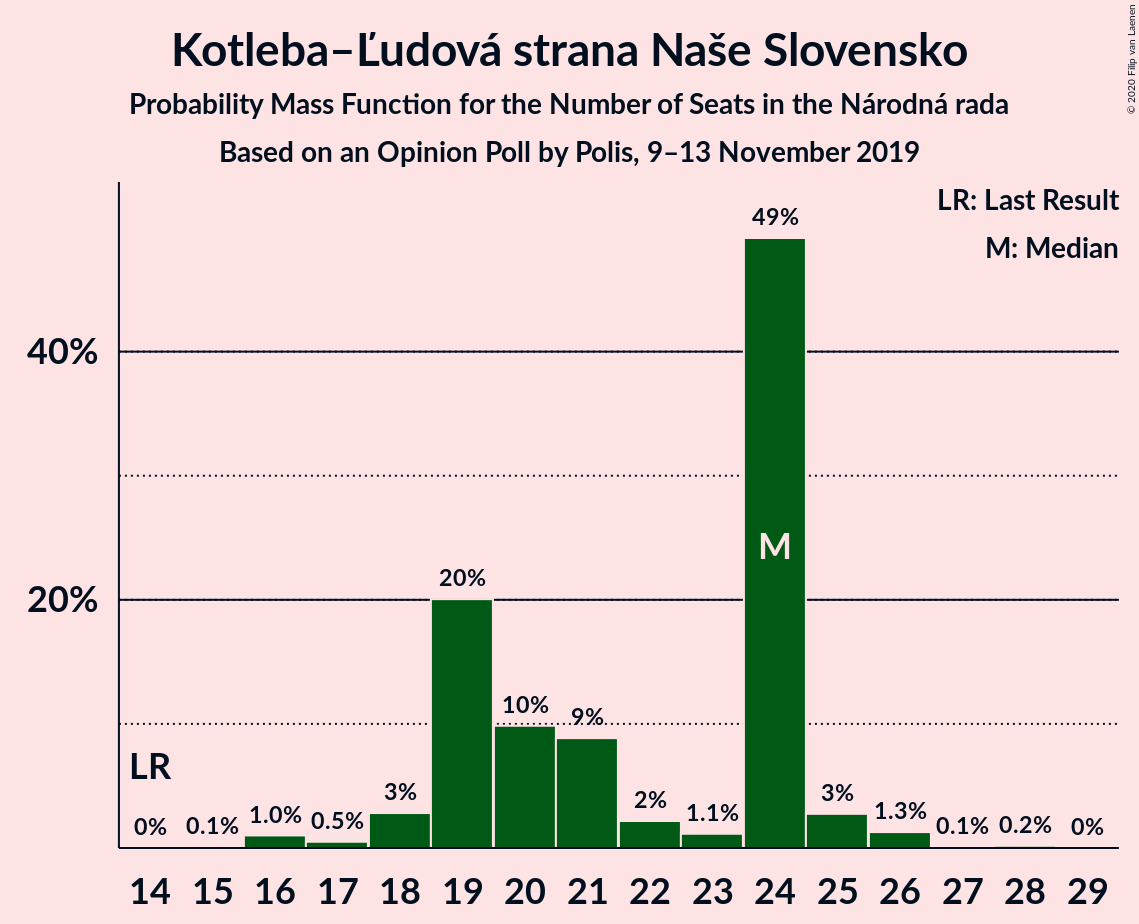 Kotleba–Ľudová strana Naše Slovensko
Probability Mass Function for the Number of Seats in the Národná rada
Based on an Opinion Poll by Polis, 9–13 November 2019
© 2020 Filip van Laenen
LR: Last Result
M: Median
49%
40%
M
20%
20%
10%
9%
LR
3%
2%
3%
0%
0.1%
1.0%
0.5%
1.1%
1.3%
0.1%
0.2%
0%
14 15 16 17 18 19 20 21 22 23 24 25 26 27 28 29